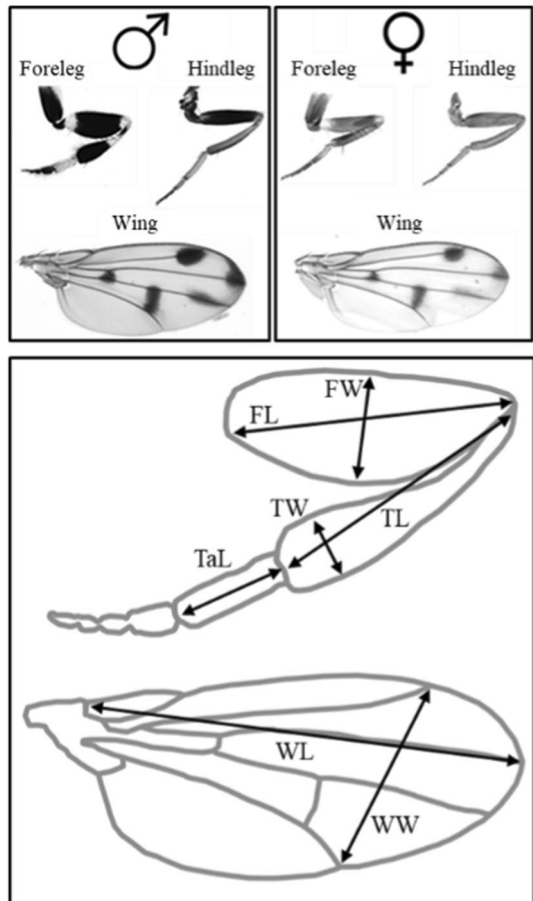 ♂
♀
Foreleg
Hindleg
Foreleg
Hindleg
Wing
Wing
FW
FL
TW
TL
TaL
WL
WW